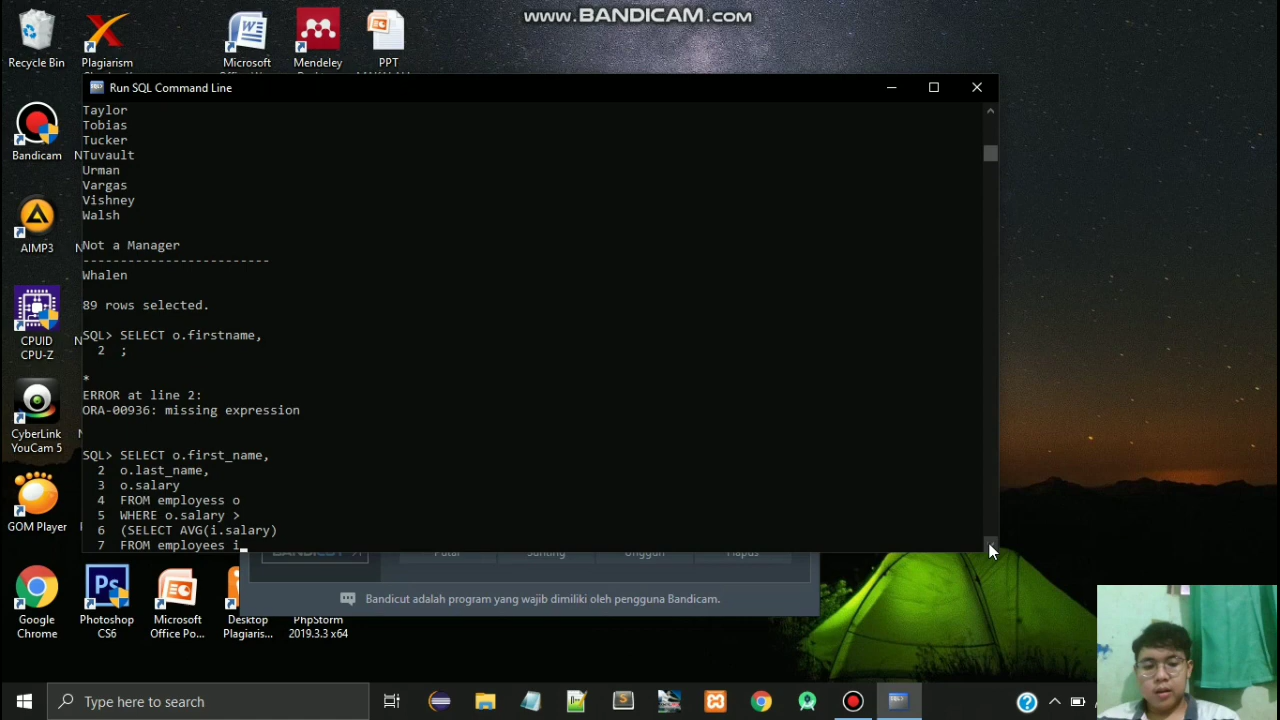 www.BANDICAM.com
Recycle Bin
Plagiarism
Microsoft
Mendeley
PPT
Run SQL Command Line
Taylor
Tobias
Tucker
Tuvault
Urman
Vargas
Vishney
Walsh
Not a Manager
-------------------------
Whalen
89 rows selected.
SQL> SELECT o.firstname,
2 ;
*
ERROR at line 2:
ORA-00936: missing expression
SQL> SELECT o.first_name,
2 o.last_name,
3 o.salary
4 FROM employess o
5 WHERE o.salary >
6 (SELECT AVG(i.salary)
7 FROM employees i
Bandicam
AIMP3
CPUID
CPU-Z
CyberLink
YouCam 5
GOM Player
Google
Chrome
Photoshop
CS6
Microsoft
Office Po...
Desktop
Plagiaris...
PhpStorm
2019.3.3 x64
Bandicut adalah program yang wajib dimiliki oleh pengguna Bandicam.
Type here to search